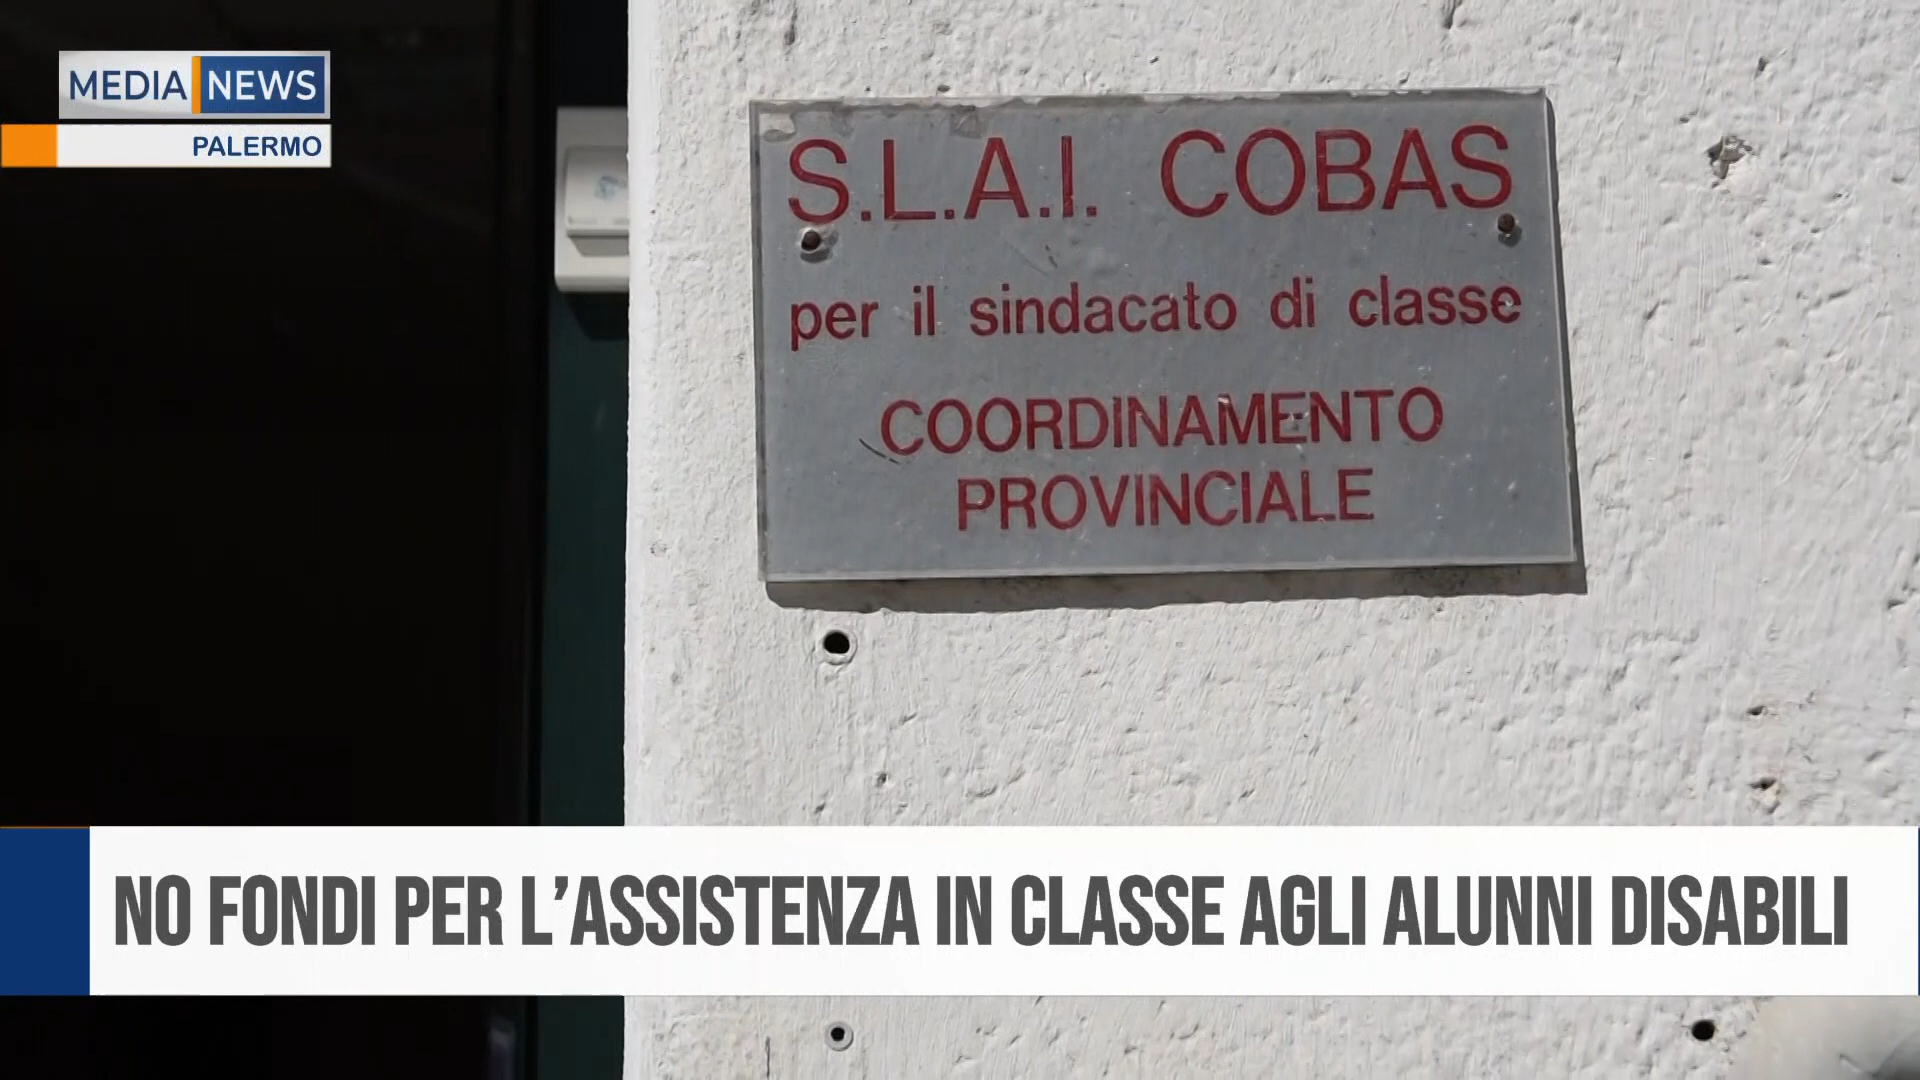 MEDIA NEWS
PALERMO
S.L.A.I. COBAS
per il sindacato di classe
COORDINAMENTO
PROVINCIALE
NO FONDI PER L'ASSISTENZA IN CLASSE AGLI ALUNNI DISABILI